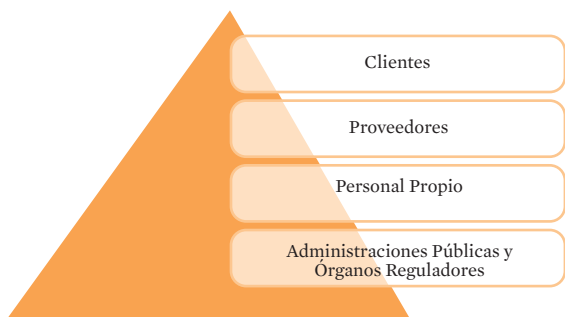 Clientes
Proveedores
Personal Propio
Administraciones Públicas y
Órganos Reguladores